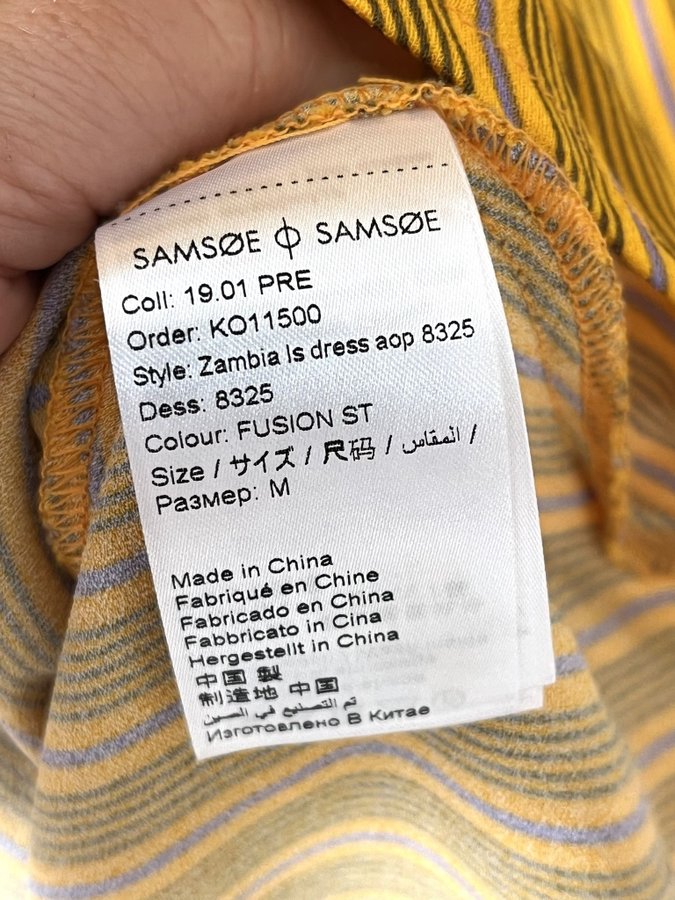 SAMSØE ϕ SAMSØE
Coll: 19.01 PRE
Order: KO11500
Style: Zambia ls dress aop 8325
Dess: 8325
Colour: FUSION ST
Size / サイズ / 尺码 / المقاس /
Размер: M
Made in China
Fabriqué en Chine
Fabricado en China
Fabbricato in Cina
Hergestellt in China
中国 製
制造地 中国
تم التصنيع في الصين
Изготовлено В Китае